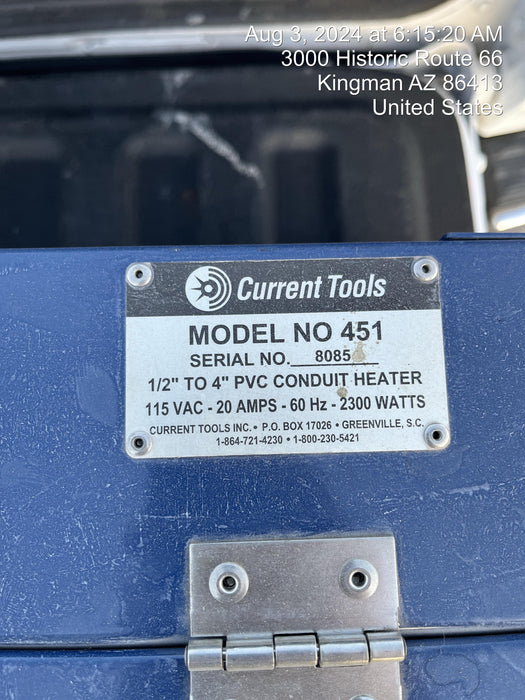 Aug 3, 2024 at 6:15:20 AM
3000 Historic Route 66
Kingman AZ 86413
United States
Current Tools
MODEL NO 451
SERIAL NO. 8085
1/2" TO 4" PVC CONDUIT HEATER
115 VAC - 20 AMPS - 60 Hz - 2300 WATTS
CURRENT TOOLS INC. • P.O. BOX 17026 • GREENVILLE, S.C.
1-864-721-4230 • 1-800-230-5421